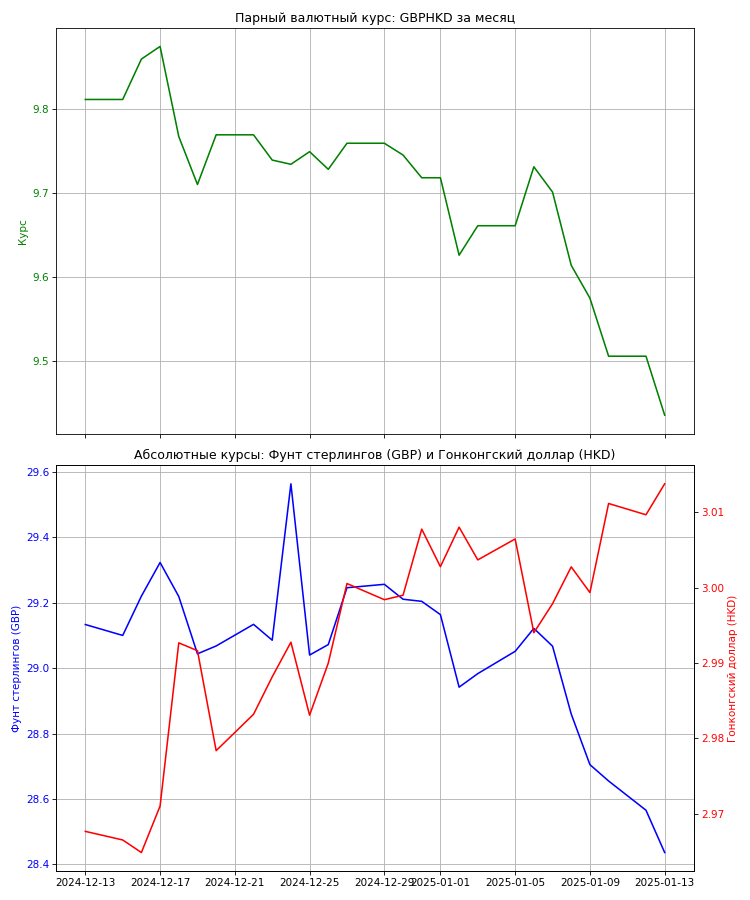 Парный валютный курс: GBPHKD за месяц
9.8
9.7
9.6
9.5
Курс
Абсолютные курсы: Фунт стерлингов (GBP) и Гонконгский доллар (HKD)
29.6
29.4
29.2
29.0
28.8
28.6
28.4
Фунт стерлингов (GBP)
3.01
3.00
2.99
2.98
2.97
Гонконгский доллар (HKD)
2024-12-13 2024-12-17 2024-12-21 2024-12-25 2024-12-29 2025-01-01 2025-01-05 2025-01-09 2025-01-13